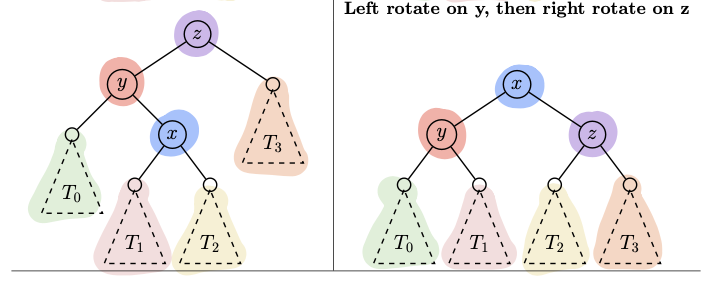 Left rotate on y, then right rotate on z
z
y
x
T₃
T₀
T₁
T₂
x
y
z
T₀
T₁
T₂
T₃